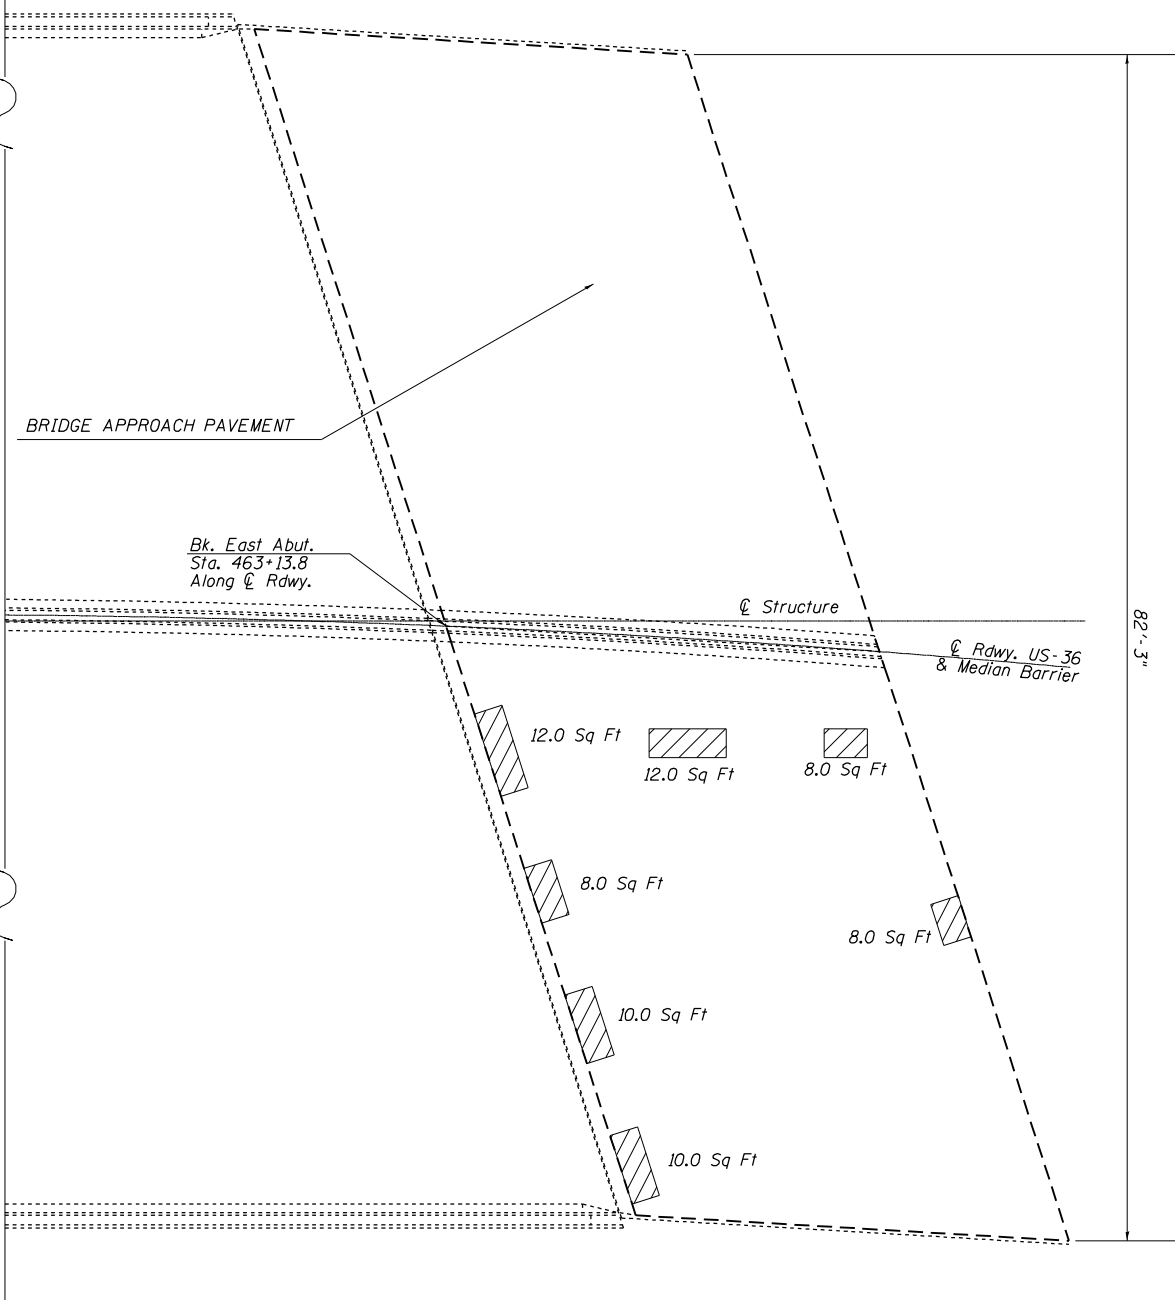 BRIDGE APPROACH PAVEMENT
Bk. East Abut.
Sta. 463+13.8
Along ℄ Rdwy.
℄ Structure
℄ Rdwy. US-36
& Median Barrier
82'-3"
12.0 Sq Ft
12.0 Sq Ft
8.0 Sq Ft
8.0 Sq Ft
8.0 Sq Ft
10.0 Sq Ft
10.0 Sq Ft